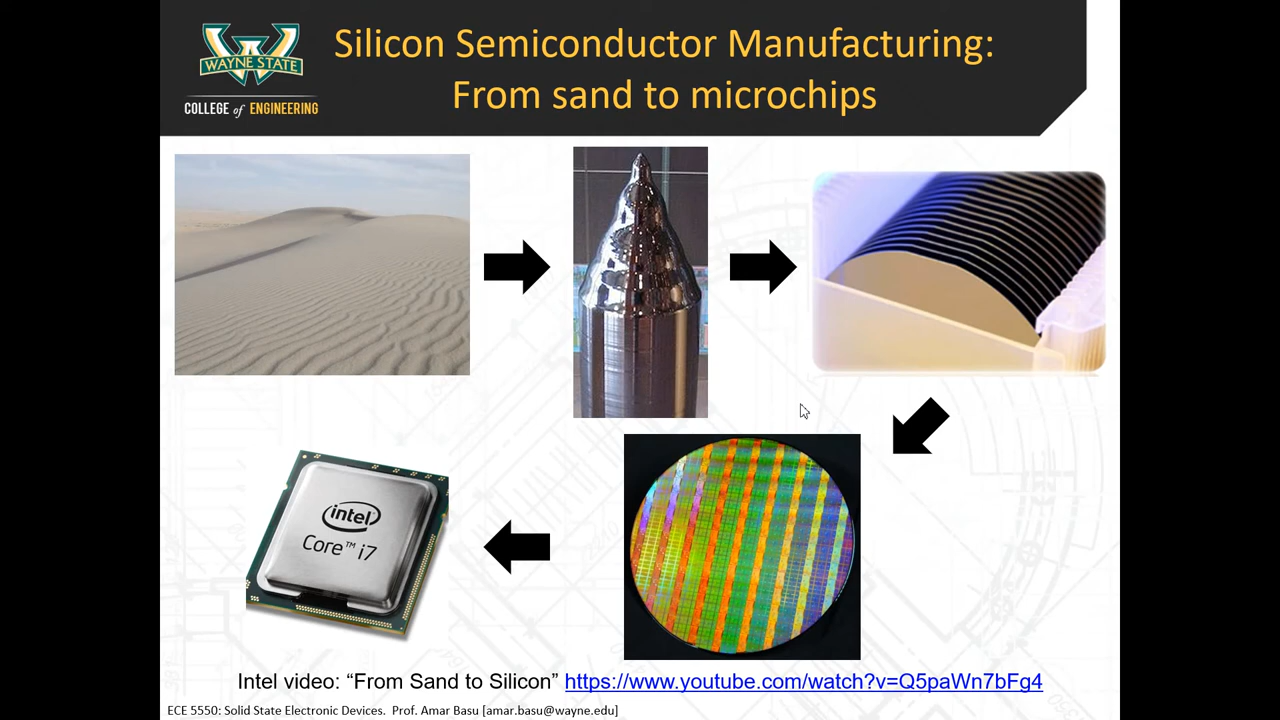 WAYNE STATE
COLLEGE of ENGINEERING
Silicon Semiconductor Manufacturing:
From sand to microchips
intel
Core™ i7
Intel video: “From Sand to Silicon” https://www.youtube.com/watch?v=Q5paWn7bFg4
ECE 5550: Solid State Electronic Devices.  Prof. Amar Basu [amar.basu@wayne.edu]